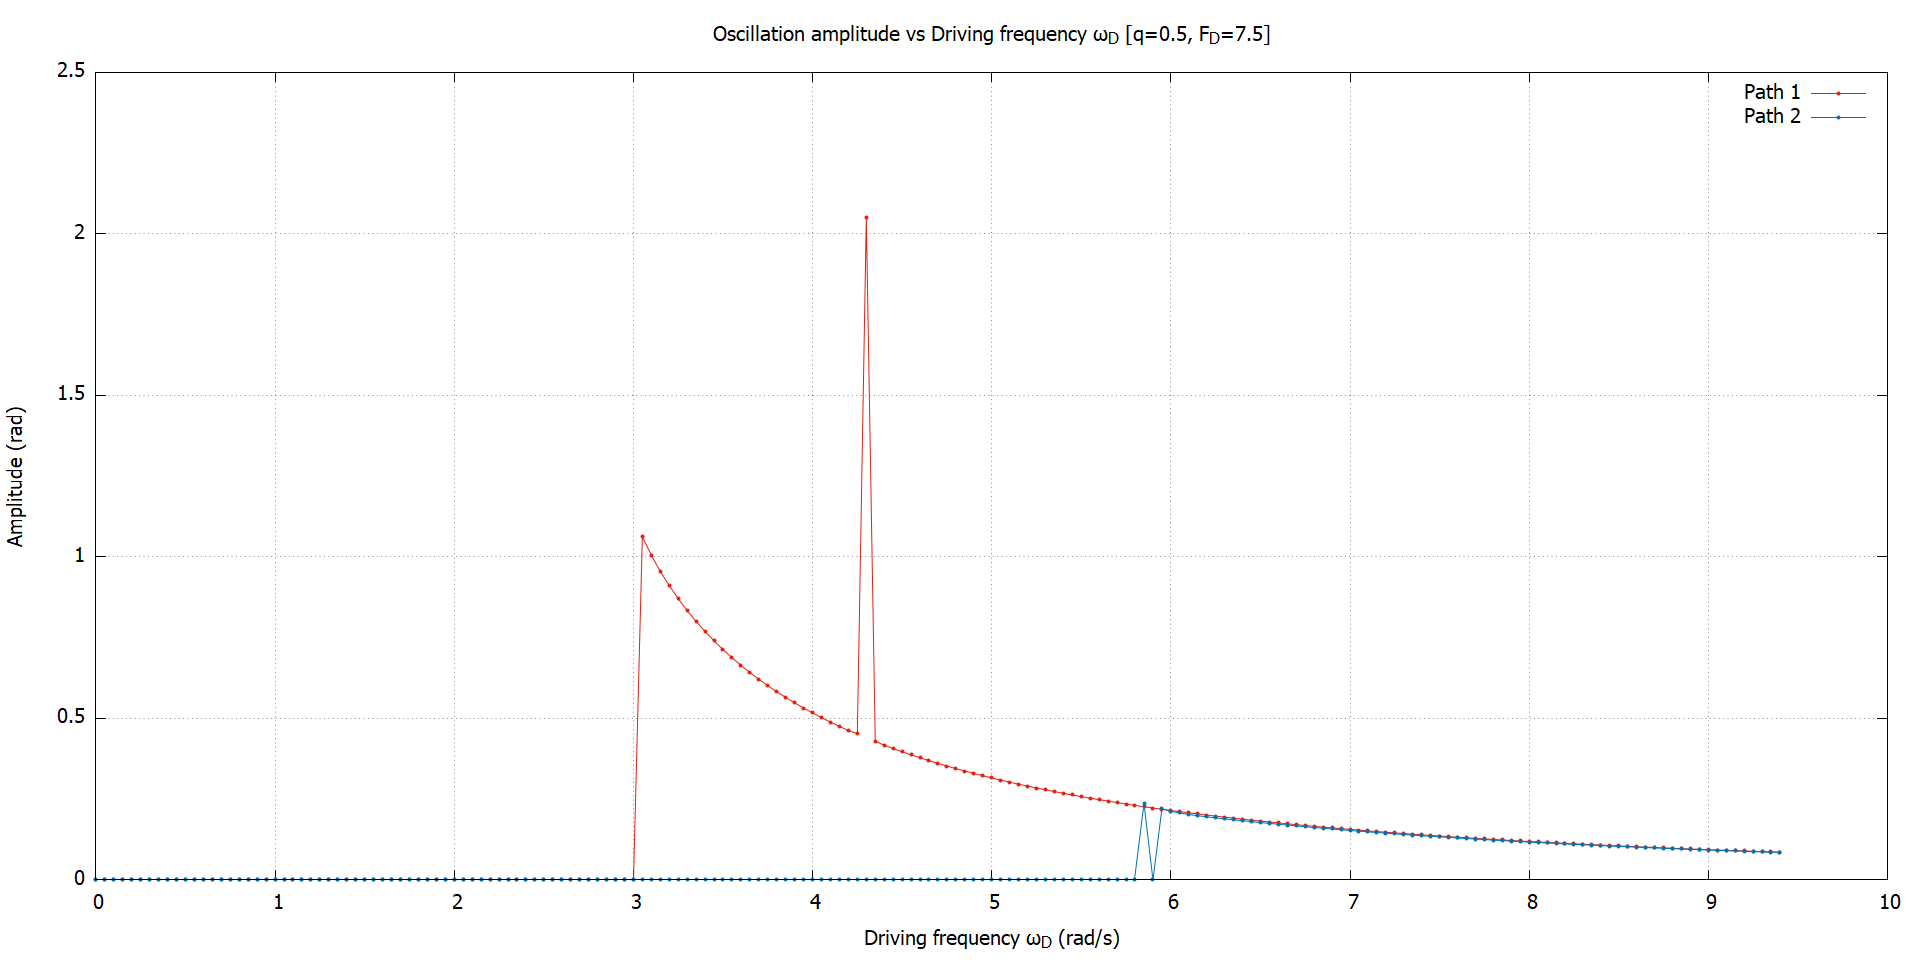 Oscillation amplitude vs Driving frequency ωD [q=0.5, FD=7.5]
Path 1
Path 2
2.5
2
1.5
1
0.5
0
Amplitude (rad)
0 1 2 3 4 5 6 7 8 9 10
Driving frequency ωD (rad/s)